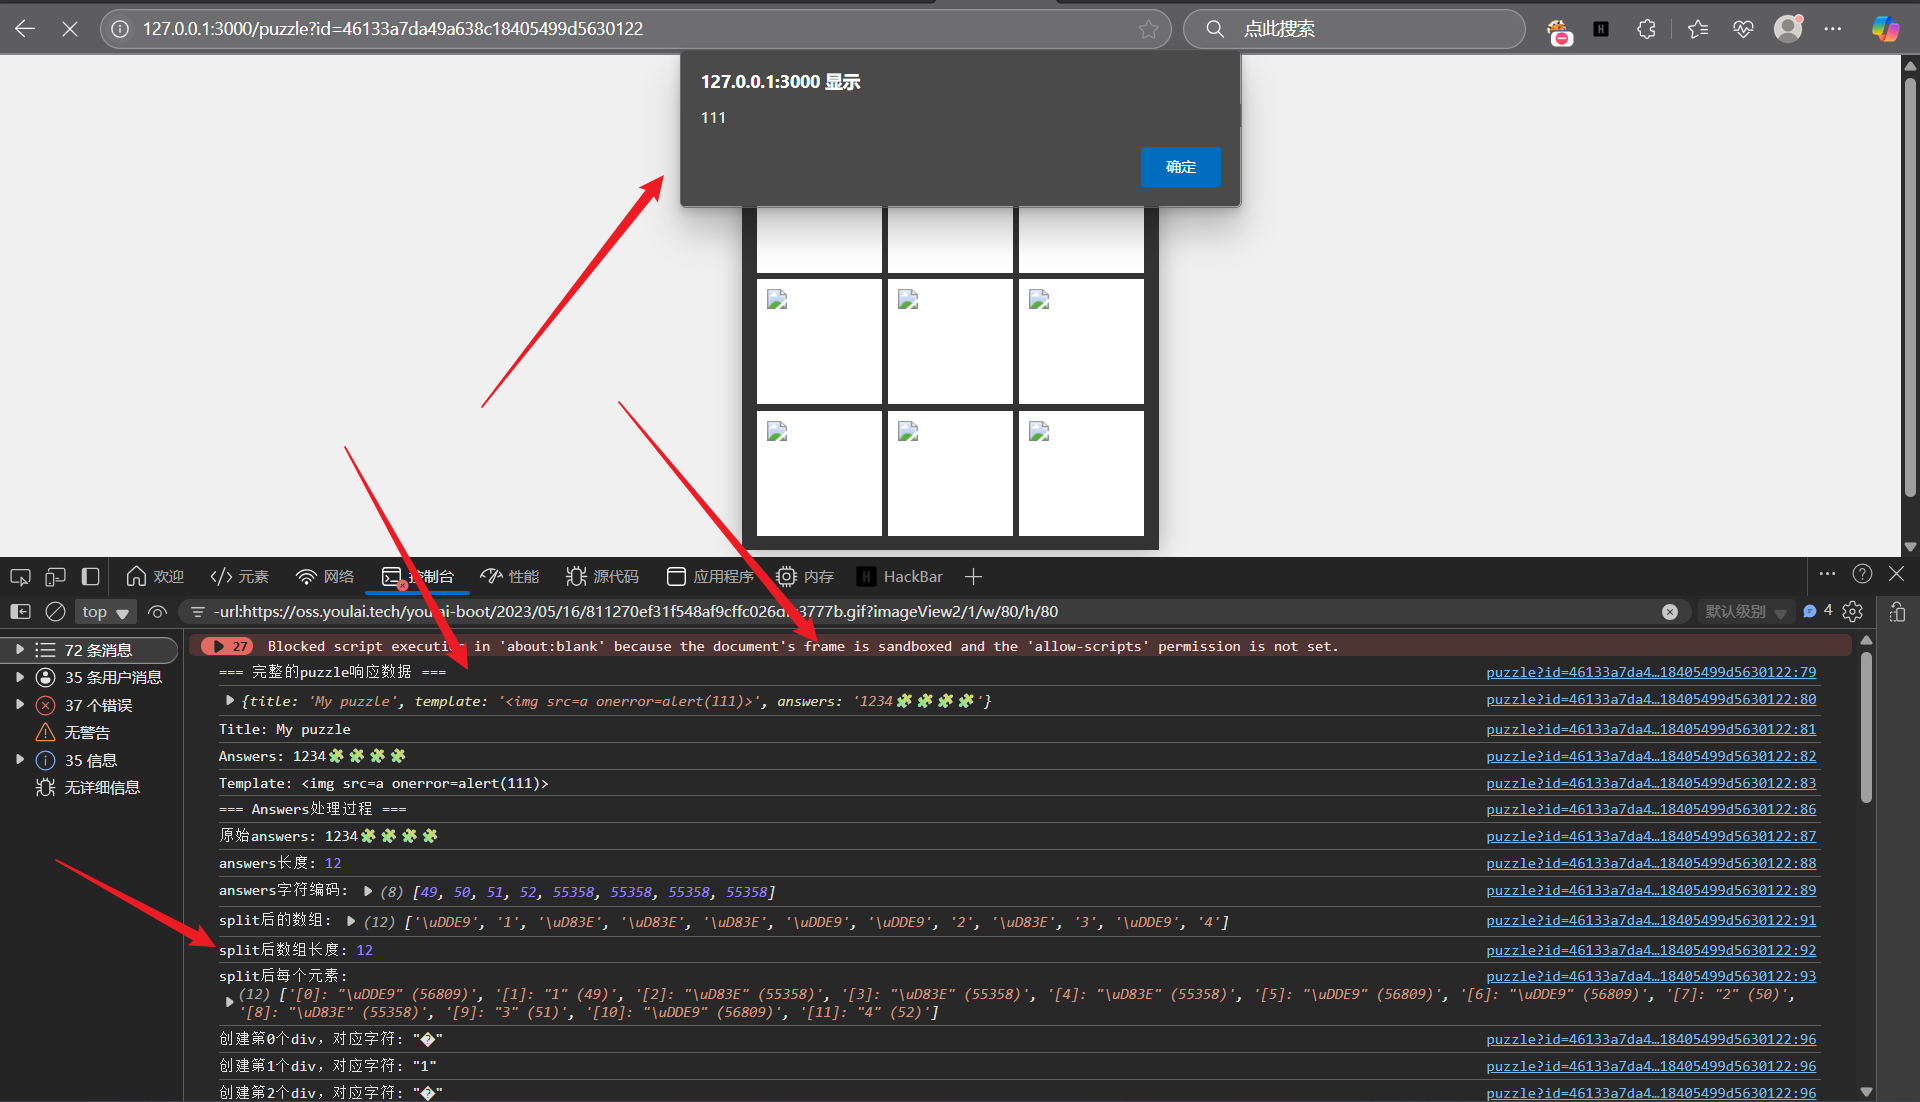 127.0.0.1:3000/puzzle?id=46133a7da49a638c18405499d5630122
点此搜索
127.0.0.1:3000 显示
111
确定
欢迎 元素 网络 控制台 性能 源代码 应用程序 内存 HackBar
top -url:https://oss.youlai.tech/youlai-boot/2023/05/16/811270ef31f548af9cffc026dfc3777b.gif?imageView2/1/w/80/h/80 默认级别 4
72 条消息
35 条用户消息
37 个错误
无警告
35 信息
无详细信息
27 Blocked script execution in 'about:blank' because the document's frame is sandboxed and the 'allow-scripts' permission is not set.
=== 完整的puzzle响应数据 === puzzle?id=46133a7da4…18405499d5630122:79
{title: 'My puzzle', template: '<img src=a onerror=alert(111)>', answers: '1234🧩🧩🧩🧩'} puzzle?id=46133a7da4…18405499d5630122:80
Title: My puzzle puzzle?id=46133a7da4…18405499d5630122:81
Answers: 1234🧩🧩🧩🧩 puzzle?id=46133a7da4…18405499d5630122:82
Template: <img src=a onerror=alert(111)> puzzle?id=46133a7da4…18405499d5630122:83
=== Answers处理过程 === puzzle?id=46133a7da4…18405499d5630122:86
原始answers: 1234🧩🧩🧩🧩 puzzle?id=46133a7da4…18405499d5630122:87
answers长度: 12 puzzle?id=46133a7da4…18405499d5630122:88
answers字符编码: (8) [49, 50, 51, 52, 55358, 55358, 55358, 55358] puzzle?id=46133a7da4…18405499d5630122:89
split后的数组: (12) ['\uDDE9', '1', '\uD83E', '\uD83E', '\uD83E', '\uDDE9', '\uDDE9', '2', '\uD83E', '3', '\uDDE9', '4'] puzzle?id=46133a7da4…18405499d5630122:91
split后数组长度: 12 puzzle?id=46133a7da4…18405499d5630122:92
split后每个元素: puzzle?id=46133a7da4…18405499d5630122:93
(12) ['[0]: "\uDDE9" (56809)', '[1]: "1" (49)', '[2]: "\uD83E" (55358)', '[3]: "\uD83E" (55358)', '[4]: "\uD83E" (55358)', '[5]: "\uDDE9" (56809)', '[6]: "\uDDE9" (56809)', '[7]: "2" (50)',
'[8]: "\uD83E" (55358)', '[9]: "3" (51)', '[10]: "\uDDE9" (56809)', '[11]: "4" (52)']
创建第0个div，对应字符: "�" puzzle?id=46133a7da4…18405499d5630122:96
创建第1个div，对应字符: "1" puzzle?id=46133a7da4…18405499d5630122:96
创建第2个div，对应字符: "�" puzzle?id=46133a7da4…18405499d5630122:96